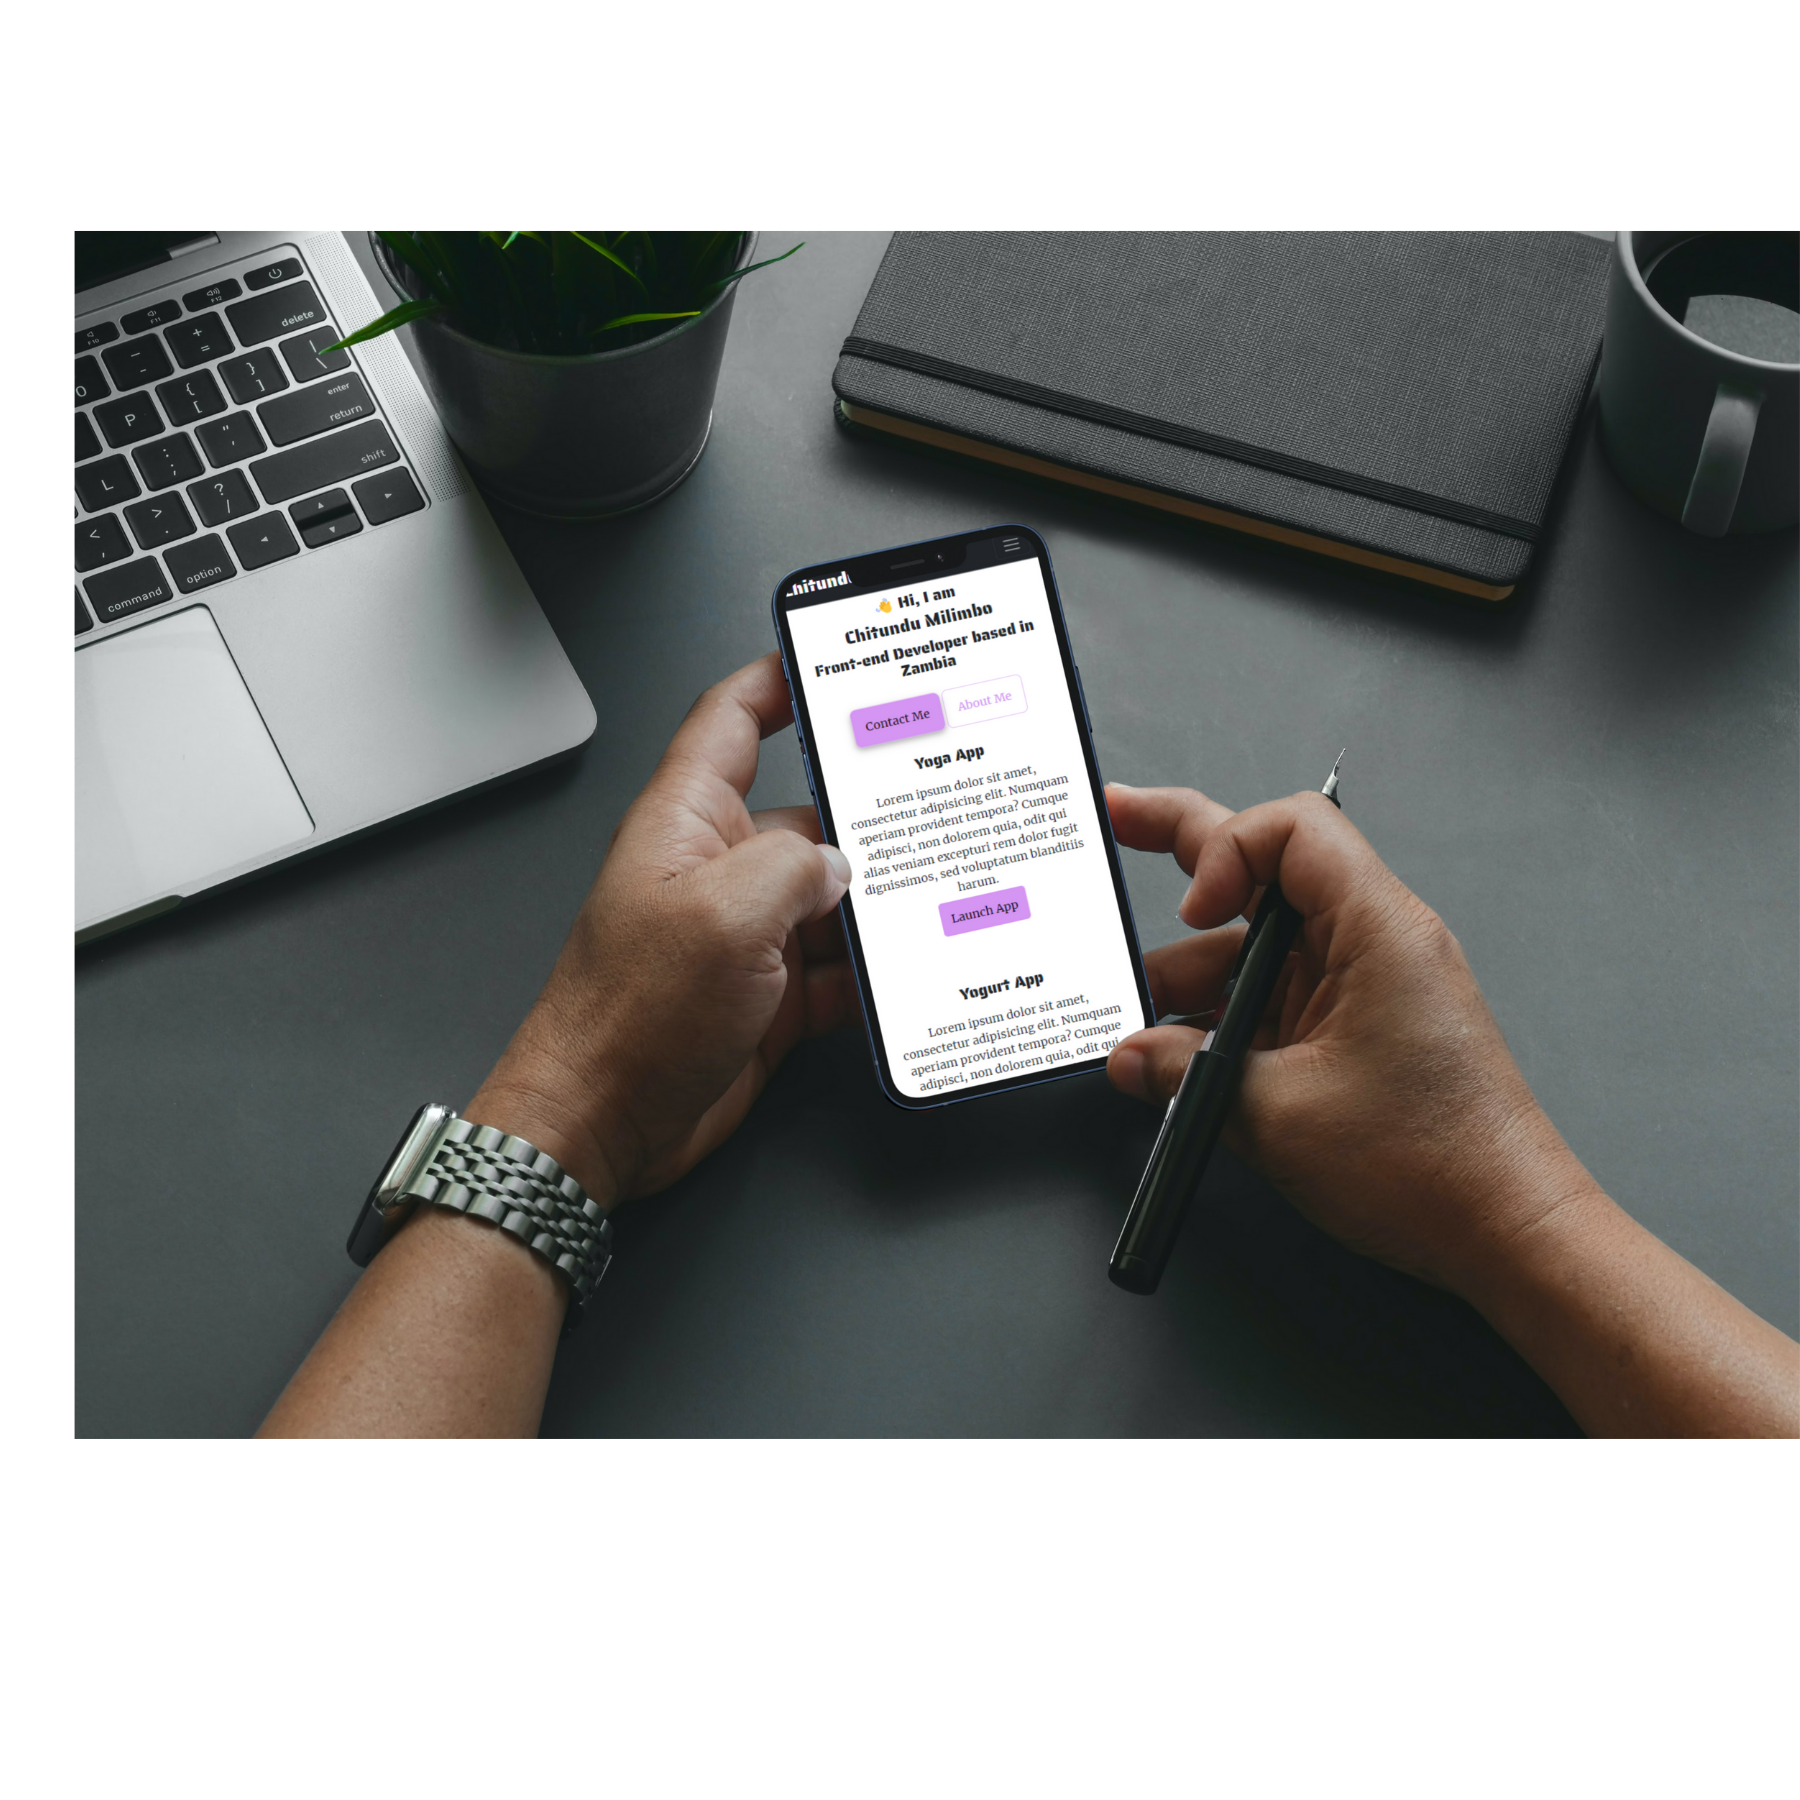 delete
+
=
-
-
enter
return
{
[
}
]
|
\
P
"
,
shift
L
:
;
?
/
<
,
>
.
option
command
F10
F11
F12
👋 Hi, I am
Chitundu Milimbo
Front-end Developer based in
Zambia
Contact Me About Me
Yoga App
Lorem ipsum dolor sit amet,
consectetur adipisicing elit. Numquam
aperiam provident tempora? Cumque
adipisci, non dolorem quia, odit qui
alias veniam excepturi rem dolor fugit
dignissimos, sed voluptatum blanditiis
harum.
Launch App
Yogurt App
Lorem ipsum dolor sit amet,
consectetur adipisicing elit. Numquam
aperiam provident tempora? Cumque
adipisci, non dolorem quia, odit qui